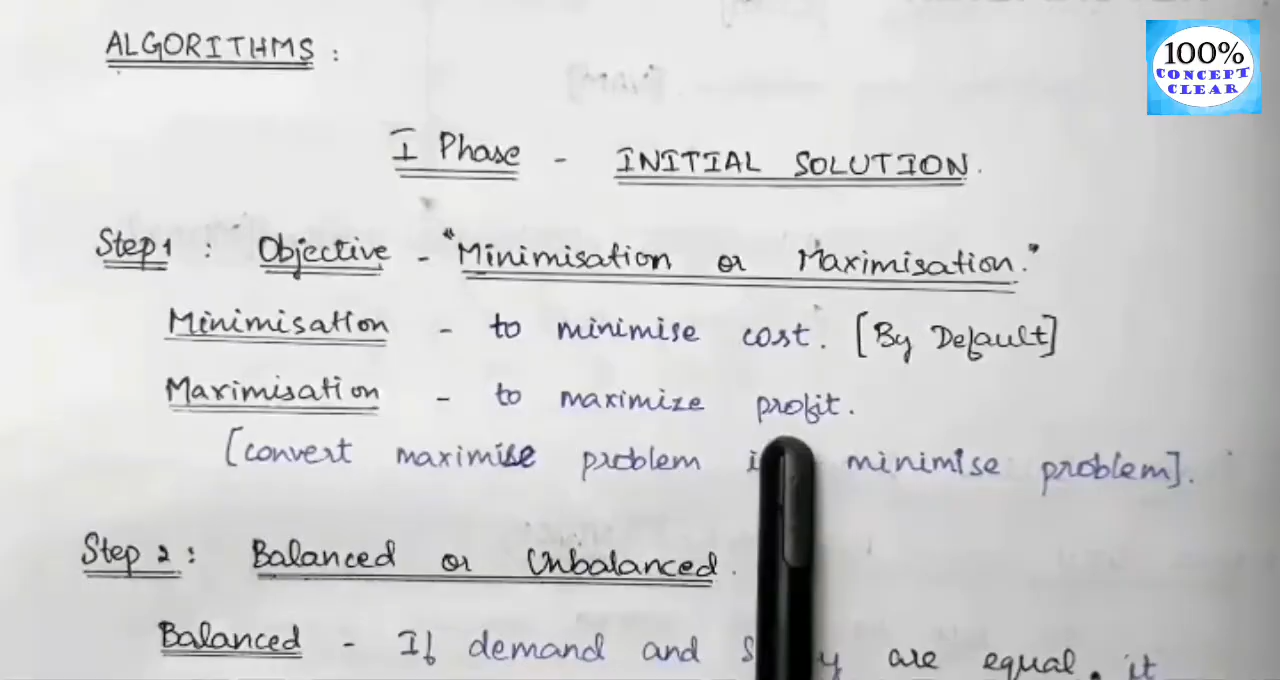 ALGORITHMS :
100%
CONCEPT
CLEAR
I Phase - INITIAL SOLUTION.
Step 1 : Objective - "Minimisation or Maximisation."
Minimisation - to minimise cost. [By Default]
Maximisation - to maximize profit.
[convert maximise problem minimise problem].
Step 2 : Balanced or Unbalanced.
Balanced - If demand and are equal, it